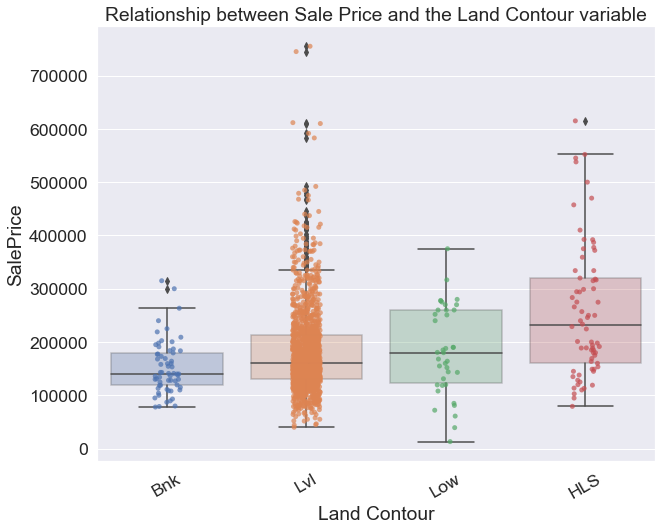 Relationship between Sale Price and the Land Contour variable
700000
600000
500000
400000
300000
200000
100000
0
SalePrice
Bnk
Lvl
Low
HLS
Land Contour